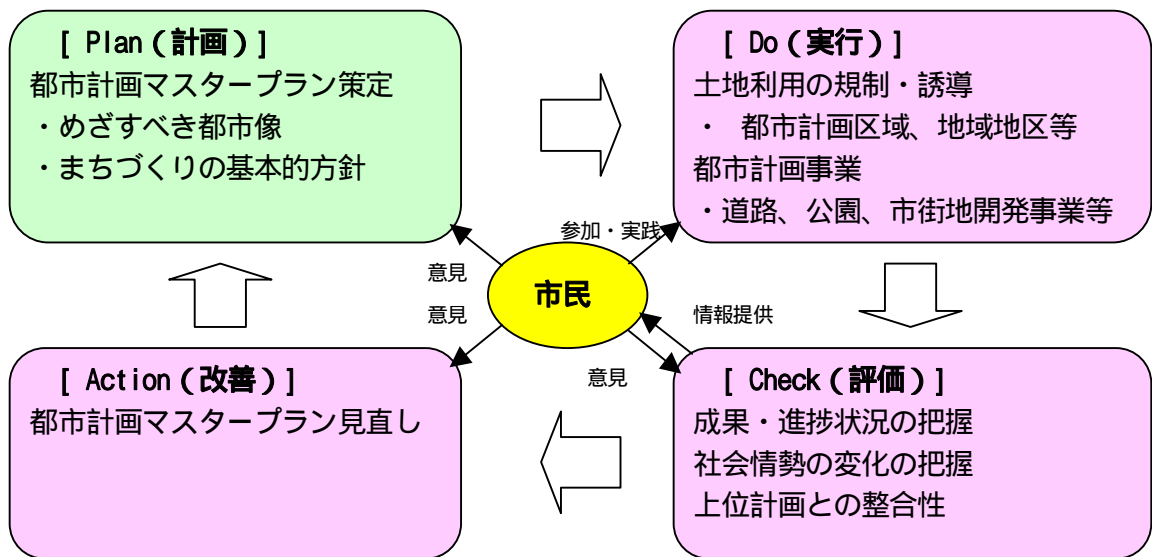 [ Plan（計画）]
都市計画マスタープラン策定
・めざすべき都市像
・まちづくりの基本的方針
[ Do（実行）]
土地利用の規制・誘導
・ 都市計画区域、地域地区等
都市計画事業
・道路、公園、市街地開発事業等
参加・実践
意見
市民
意見
情報提供
意見
[ Action（改善）]
都市計画マスタープラン見直し
[ Check（評価）]
成果・進捗状況の把握
社会情勢の変化の把握
上位計画との整合性